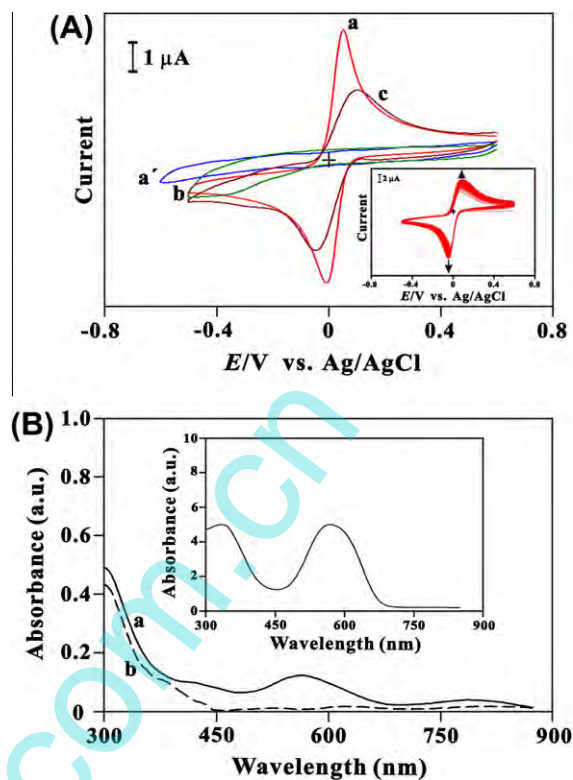 (A)
1 μA
a
c
a´
b
Current
2 μA
Current
-0.8 -0.4 0 0.4 0.8
E/V vs. Ag/AgCl
-0.8 -0.4 0 0.4 0.8
E/V vs. Ag/AgCl
(B)
1.0
0.8
0.6
0.4
0.2
0
Absorbance (a.u.)
a
b
10
8
6
4
2
0
Absorbance (a.u.)
300 450 600 750 900
Wavelength (nm)
300 450 600 750 900
Wavelength (nm)
com.cn